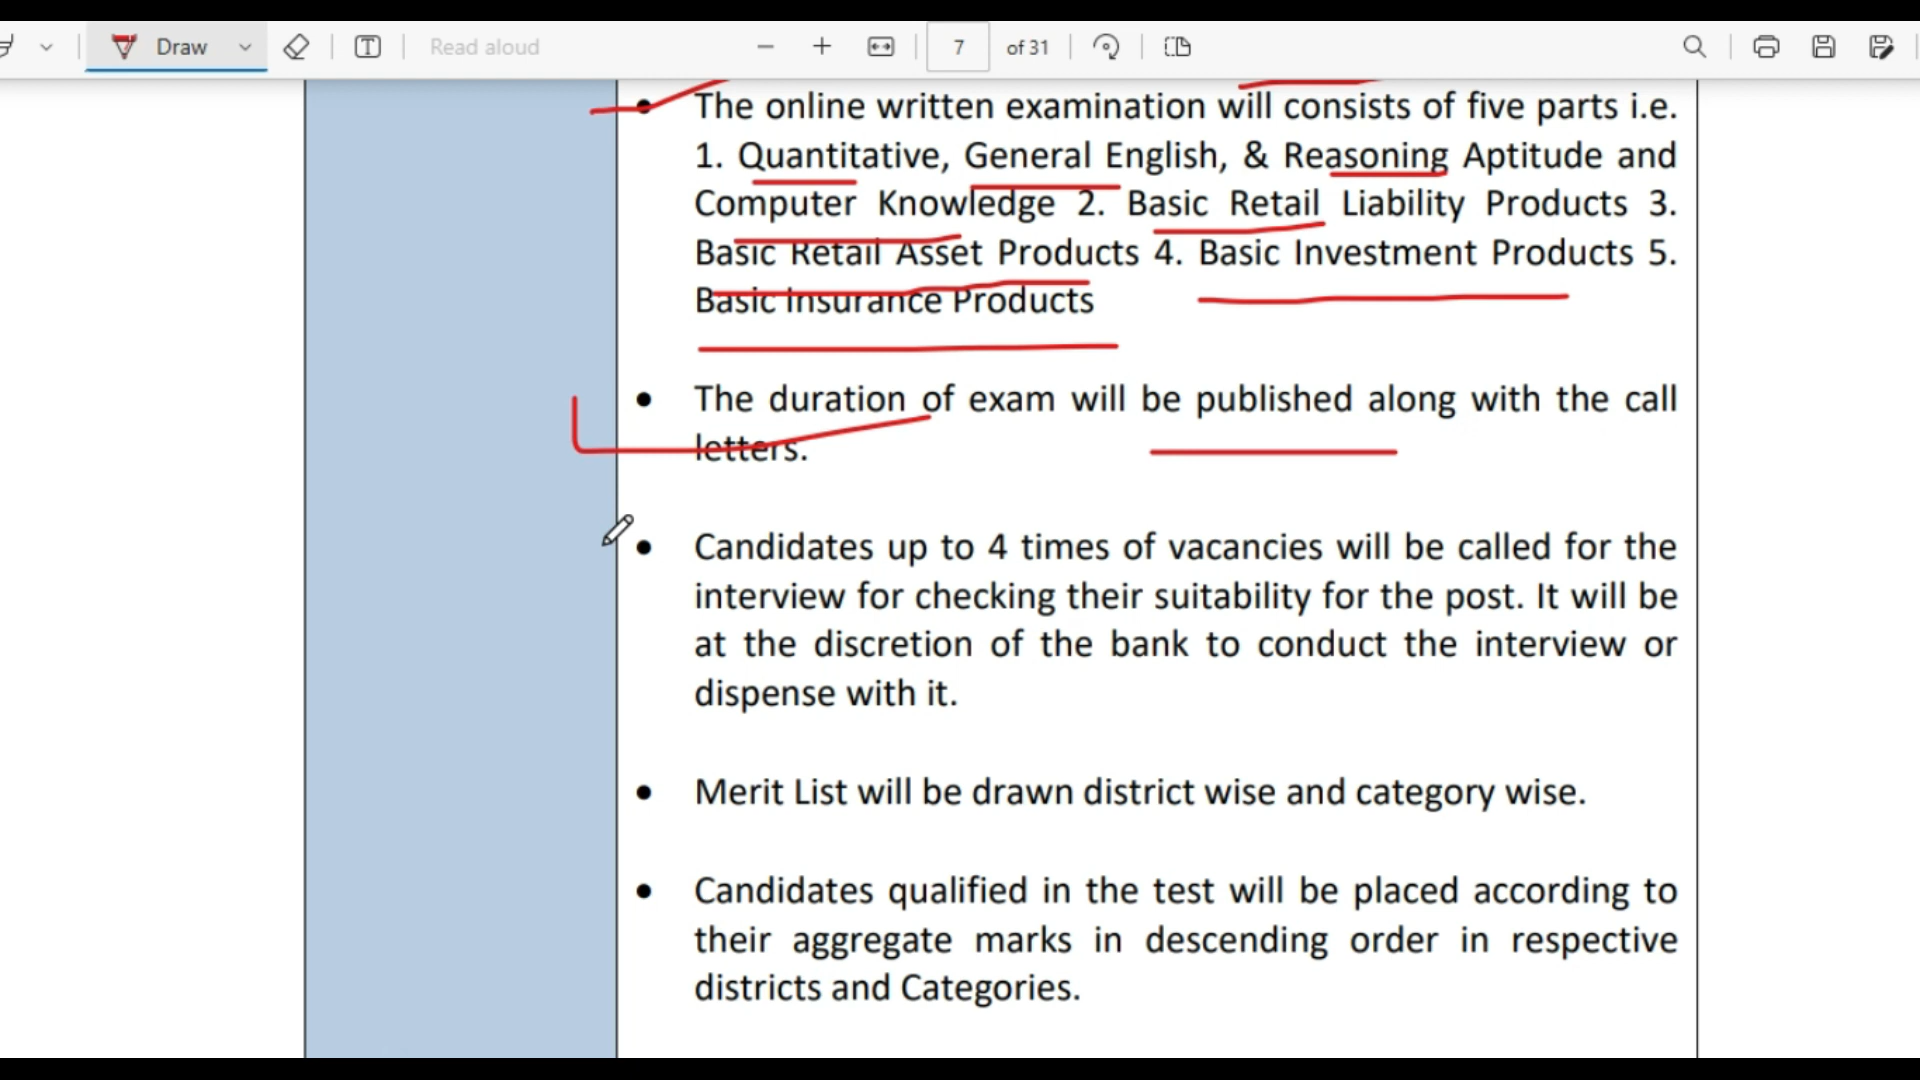 Draw
Read aloud
7 of 31
The online written examination will consists of five parts i.e.
1. Quantitative, General English, & Reasoning Aptitude and
Computer Knowledge 2. Basic Retail Liability Products 3.
Basic Retail Asset Products 4. Basic Investment Products 5.
Basic Insurance Products
The duration of exam will be published along with the call
letters.
Candidates up to 4 times of vacancies will be called for the
interview for checking their suitability for the post. It will be
at the discretion of the bank to conduct the interview or
dispense with it.
Merit List will be drawn district wise and category wise.
Candidates qualified in the test will be placed according to
their aggregate marks in descending order in respective
districts and Categories.